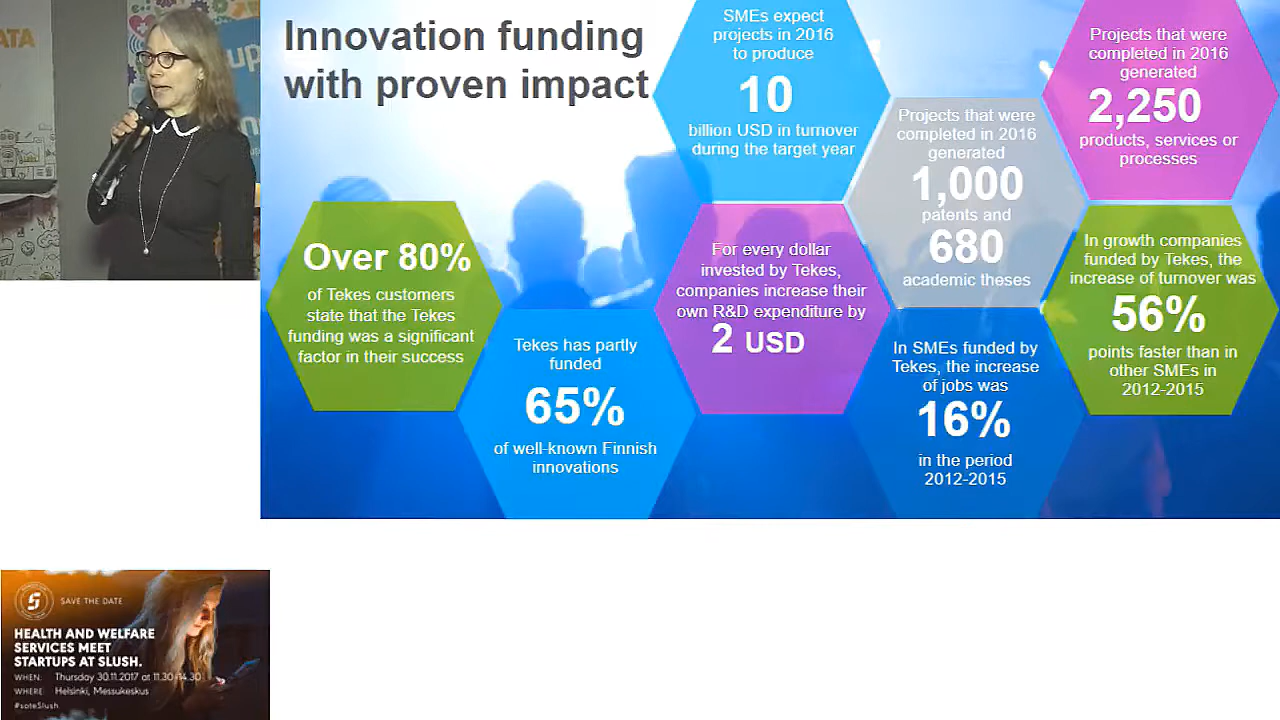 ATA
up
Innovation funding
with proven impact
SMEs expect
projects in 2016
to produce
10
billion USD in turnover
during the target year
Projects that were
completed in 2016
generated
2,250
products, services or
processes
Projects that were
completed in 2016
generated
1,000
patents and
680
academic theses
Over 80%
of Tekes customers
state that the Tekes
funding was a significant
factor in their success
For every dollar
invested by Tekes,
companies increase their
own R&D expenditure by
2 USD
In growth companies
funded by Tekes, the
increase of turnover was
56%
points faster than in
other SMEs in
2012-2015
Tekes has partly
funded
65%
of well-known Finnish
innovations
In SMEs funded by
Tekes, the increase
of jobs was
16%
in the period
2012-2015
SAVE THE DATE
HEALTH AND WELFARE
SERVICES MEET
STARTUPS AT SLUSH.
WHEN: Thursday 30.11.2017 at 11.30-14.30
WHERE: Helsinki, Messukeskus
#soteSlush